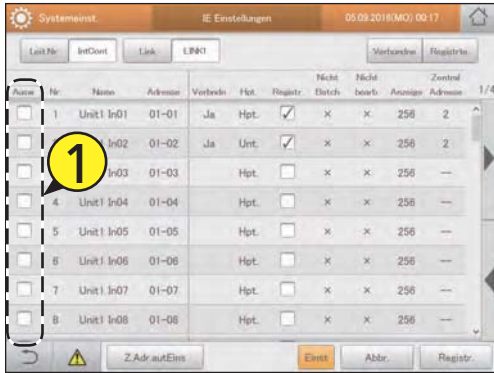 Systemeinst. IE Einstellungen 05.09.2016(MO) 00:17
Leit.Nr IntCont Link LINK1 Verbunden Registrie.
Ausw Nr. Name Adresse Verbindn Hpt. Registr Nicht Batch Nicht bearb. Anzeige Zentral Adresse 1/4
1 Unit1 In01 01-01 Ja Hpt. × × 256 2
In02 01-02 Ja Unt. × × 256 2
In03 01-03 Hpt. × × 256 ---
4 Unit1 In04 01-04 Hpt. × × 256 ---
5 Unit1 In05 01-05 Hpt. × × 256 ---
6 Unit1 In06 01-06 Hpt. × × 256 ---
7 Unit1 In07 01-07 Hpt. × × 256 ---
8 Unit1 In08 01-08 Hpt. × × 256 ---
1
Z.Adr.autEins Einst Abbr. Registr.